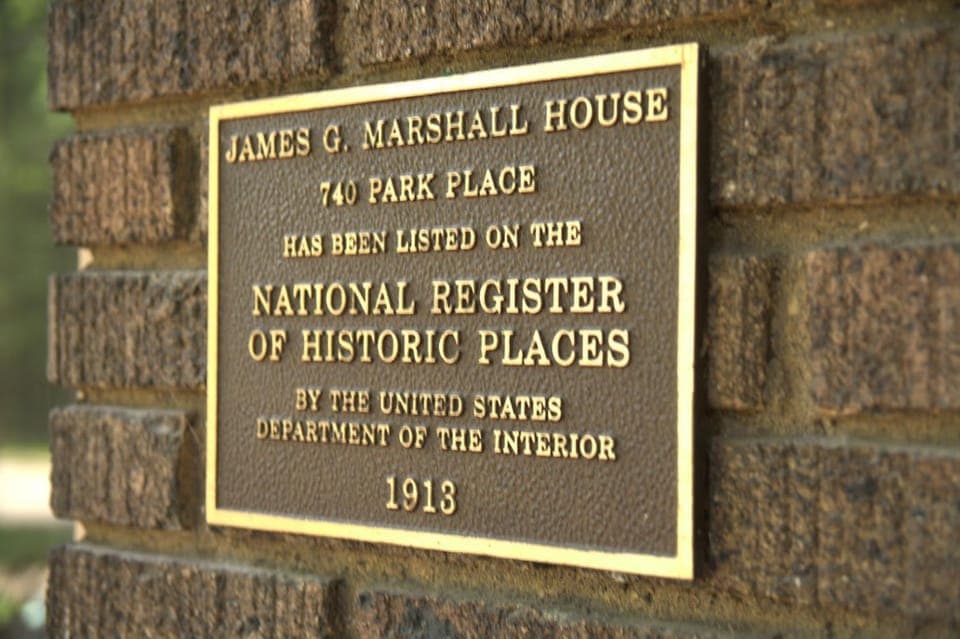 JAMES G. MARSHALL HOUSE
740 PARK PLACE
HAS BEEN LISTED ON THE
NATIONAL REGISTER
OF HISTORIC PLACES
BY THE UNITED STATES
DEPARTMENT OF THE INTERIOR
1913